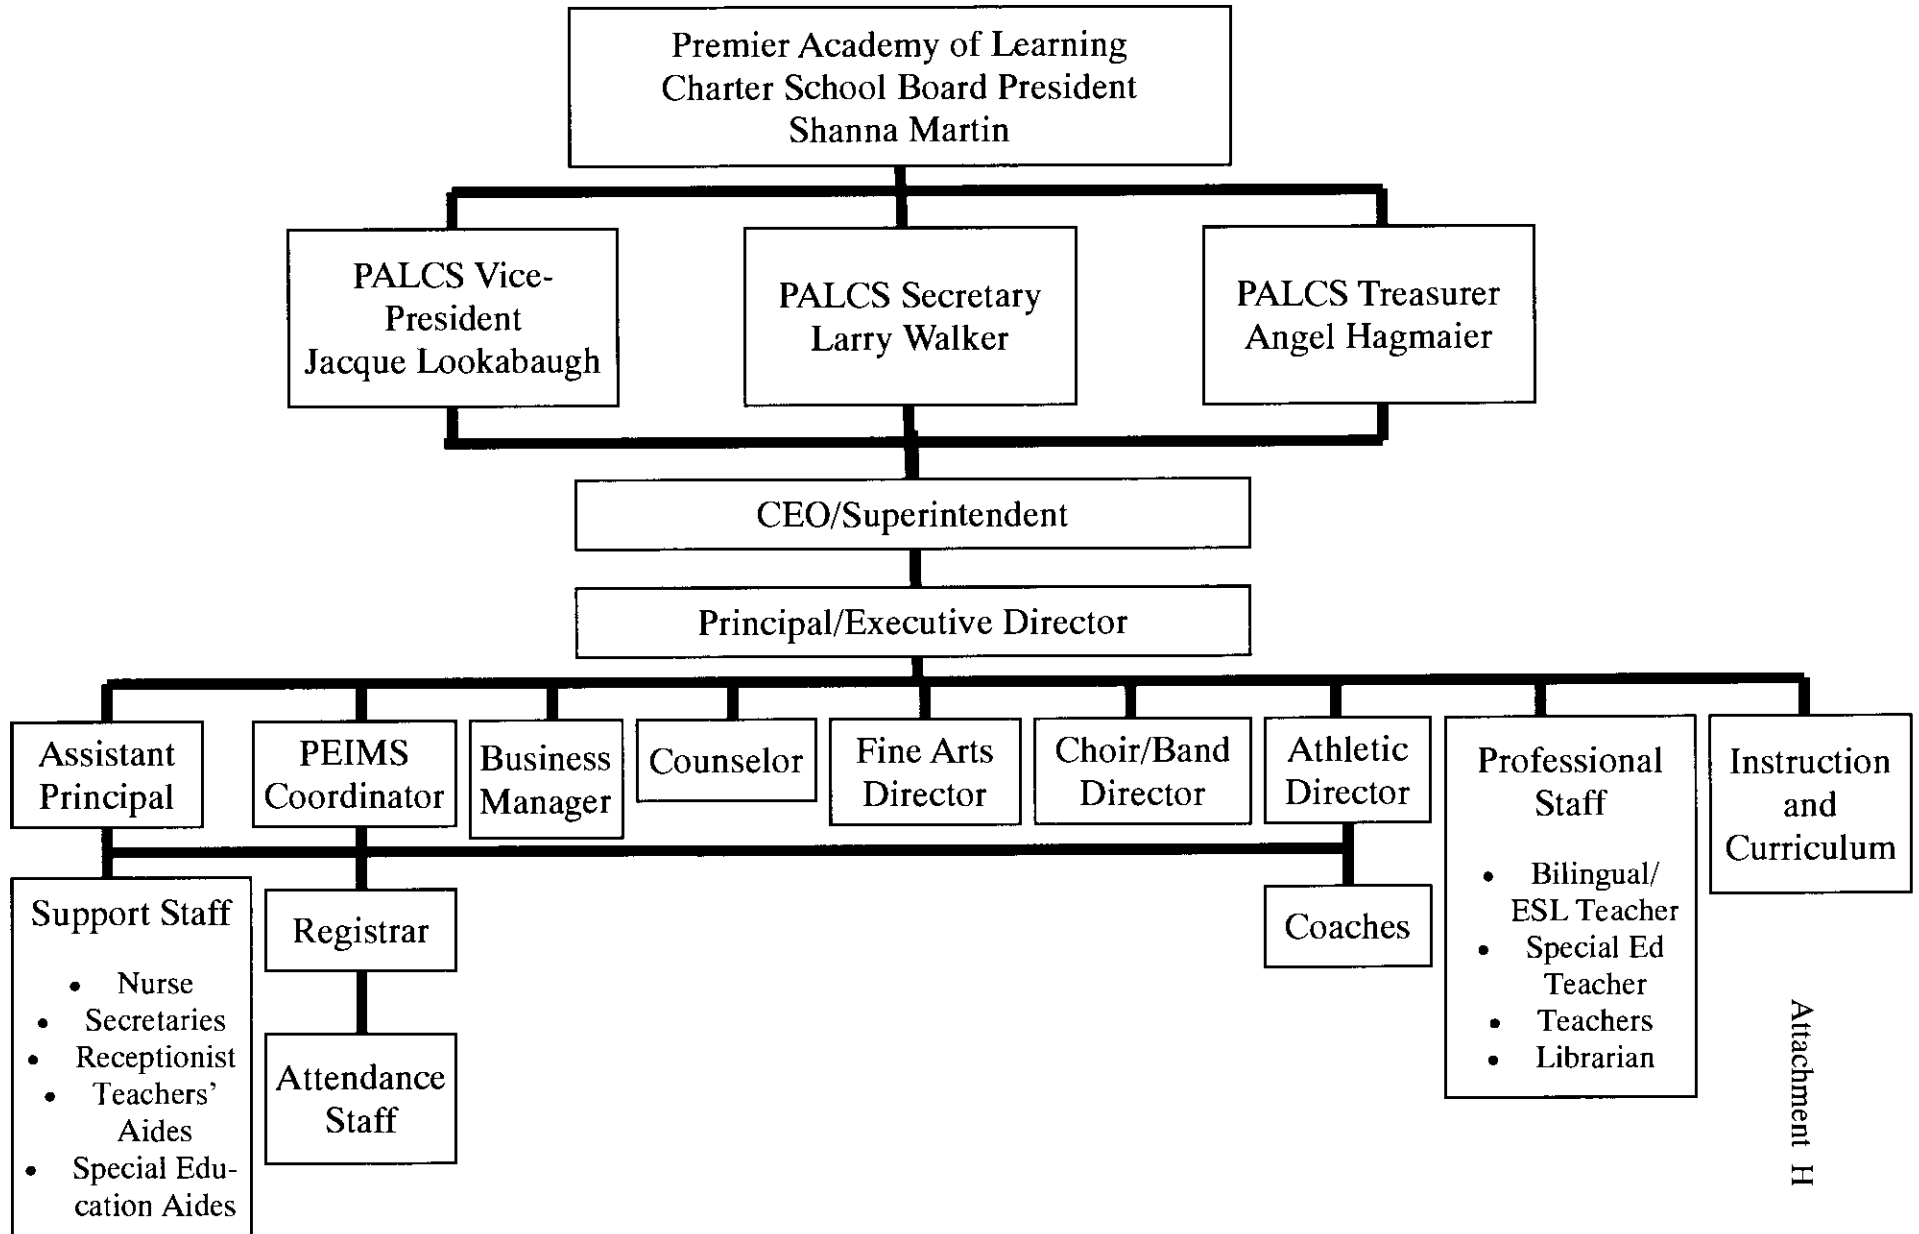 Premier Academy of Learning
Charter School Board President
Shanna Martin
PALCS Vice-
President
Jacque Lookabaugh
PALCS Secretary
Larry Walker
PALCS Treasurer
Angel Hagmaier
CEO/Superintendent
Principal/Executive Director
Assistant
Principal
PEIMS
Coordinator
Business
Manager
Counselor
Fine Arts
Director
Choir/Band
Director
Athletic
Director
Professional
Staff
• Bilingual/
ESL Teacher
• Special Ed
Teacher
• Teachers
• Librarian
Instruction
and
Curriculum
Support Staff
• Nurse
• Secretaries
• Receptionist
• Teachers’
Aides
• Special Edu-
cation Aides
Registrar
Attendance
Staff
Coaches
Attachment H